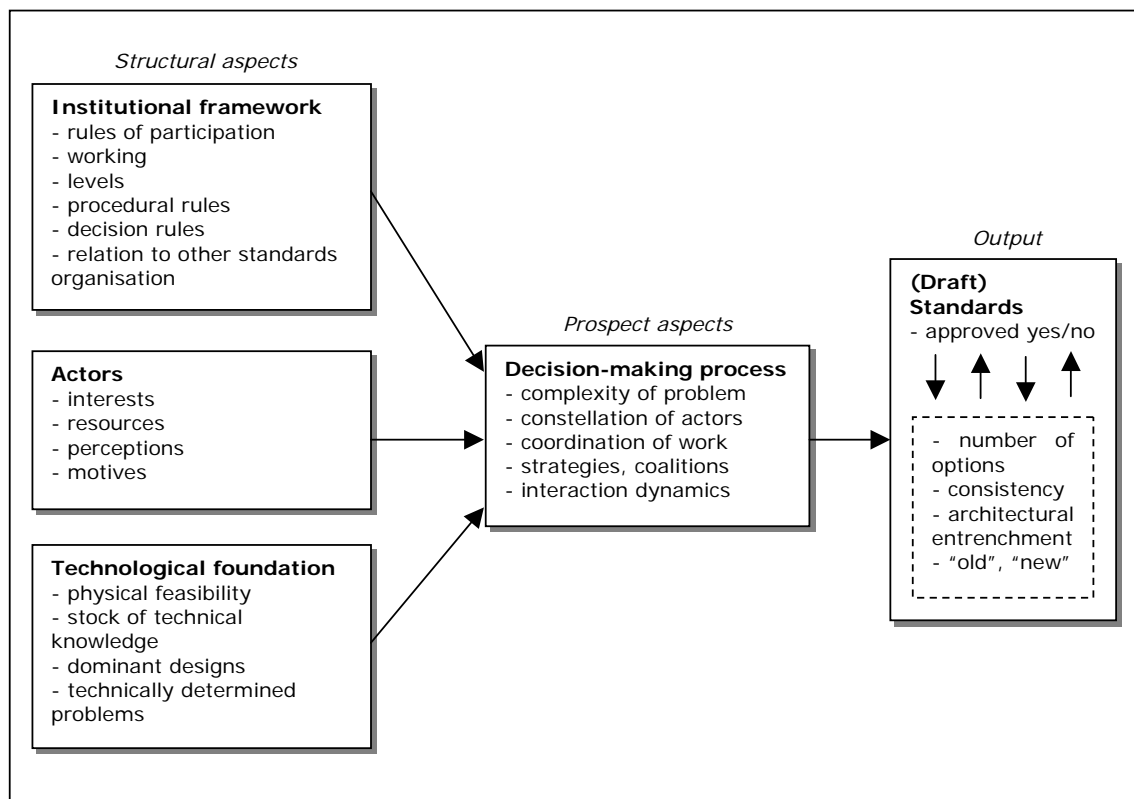 Structural aspects
Institutional framework
- rules of participation
- working
- levels
- procedural rules
- decision rules
- relation to other standards
organisation
Actors
- interests
- resources
- perceptions
- motives
Technological foundation
- physical feasibility
- stock of technical
knowledge
- dominant designs
- technically determined
problems
Prospect aspects
Decision-making process
- complexity of problem
- constellation of actors
- coordination of work
- strategies, coalitions
- interaction dynamics
Output
(Draft)
Standards
- approved yes/no
- number of
options
- consistency
- architectural
entrenchment
- “old”, “new”